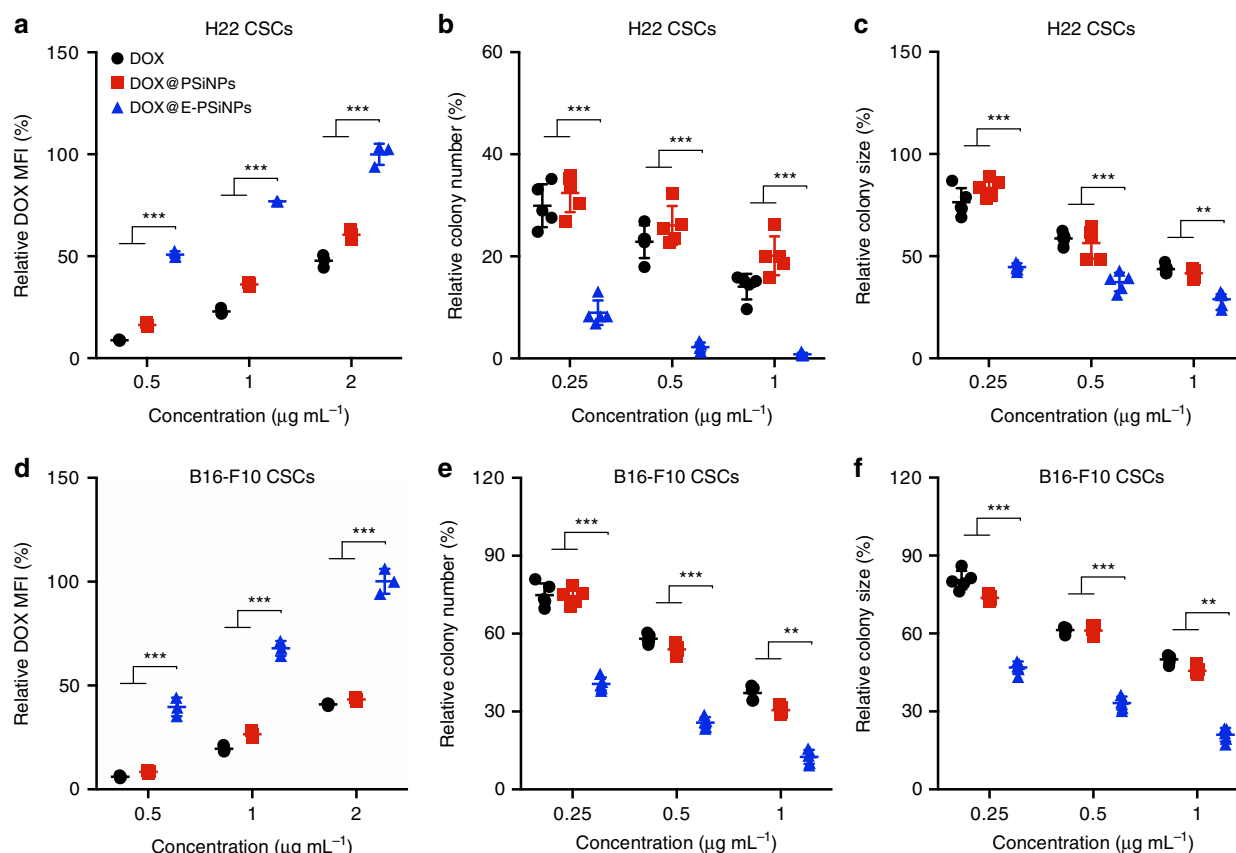 a
H22 CSCs
Relative DOX MFI (%)
150
100
50
0
DOX
DOX@PSiNPs
DOX@E-PSiNPs
***
***
***
0.5 1 2
Concentration (μg mL⁻¹)
b
H22 CSCs
Relative colony number (%)
60
40
20
0
***
***
***
0.25 0.5 1
Concentration (μg mL⁻¹)
c
H22 CSCs
Relative colony size (%)
150
100
50
0
***
***
**
0.25 0.5 1
Concentration (μg mL⁻¹)
d
B16-F10 CSCs
Relative DOX MFI (%)
150
100
50
0
***
***
***
0.5 1 2
Concentration (μg mL⁻¹)
e
B16-F10 CSCs
Relative colony number (%)
120
90
60
30
0
***
***
**
0.25 0.5 1
Concentration (μg mL⁻¹)
f
B16-F10 CSCs
Relative colony size (%)
120
90
60
30
0
***
***
**
0.25 0.5 1
Concentration (μg mL⁻¹)